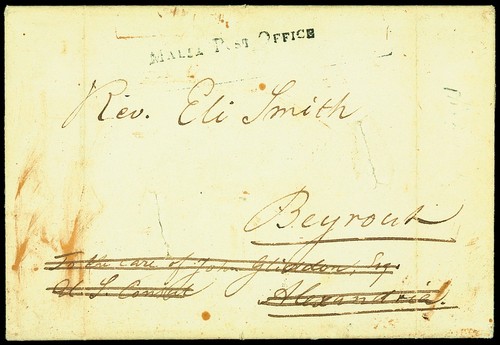 MALTA POST OFFICE
Rev. Eli Smith
Beyrout
To the care of John Gliddon, Esq.
U. S. Consul
Alexandria.